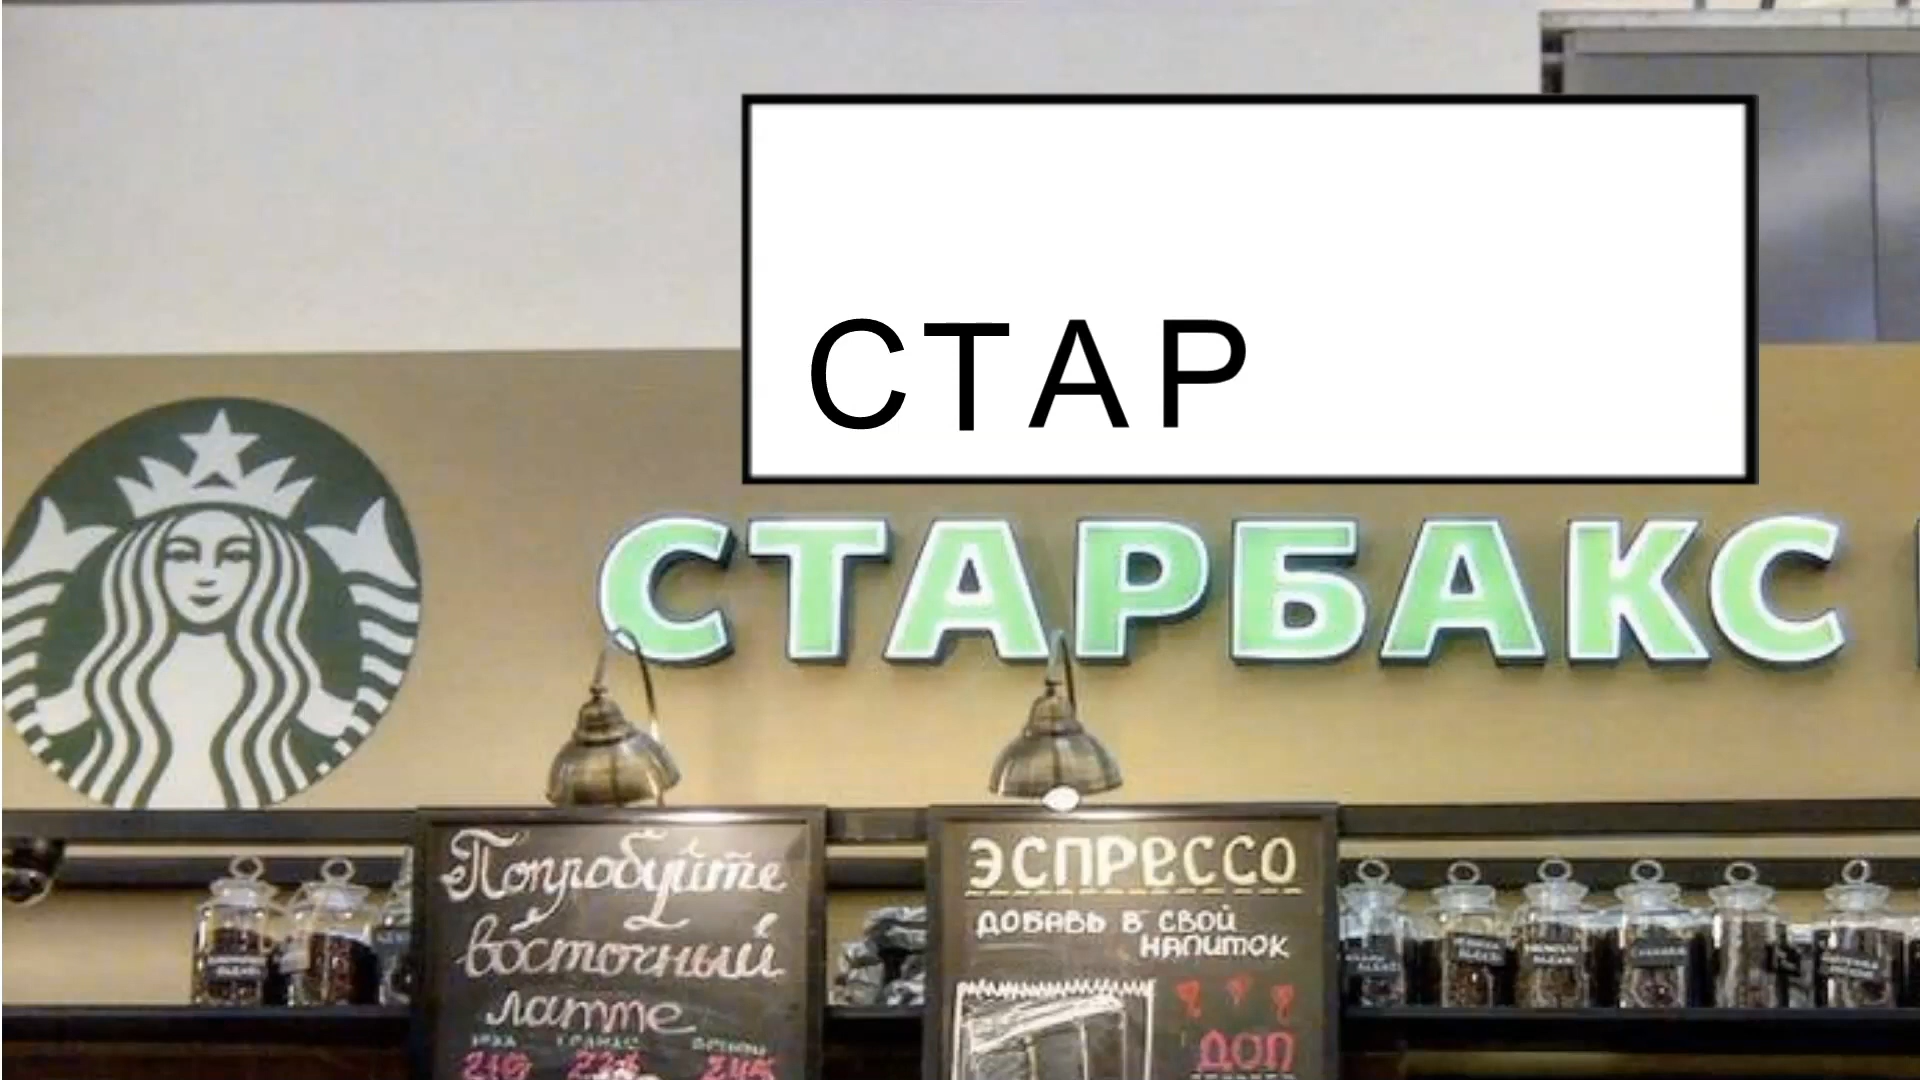 СТАР
СТАРБАКС
Попробуйте
восточный
латте
ЭСПРЕССО
ДОБАВЬ В СВОЙ
НАПИТОК
ДОП